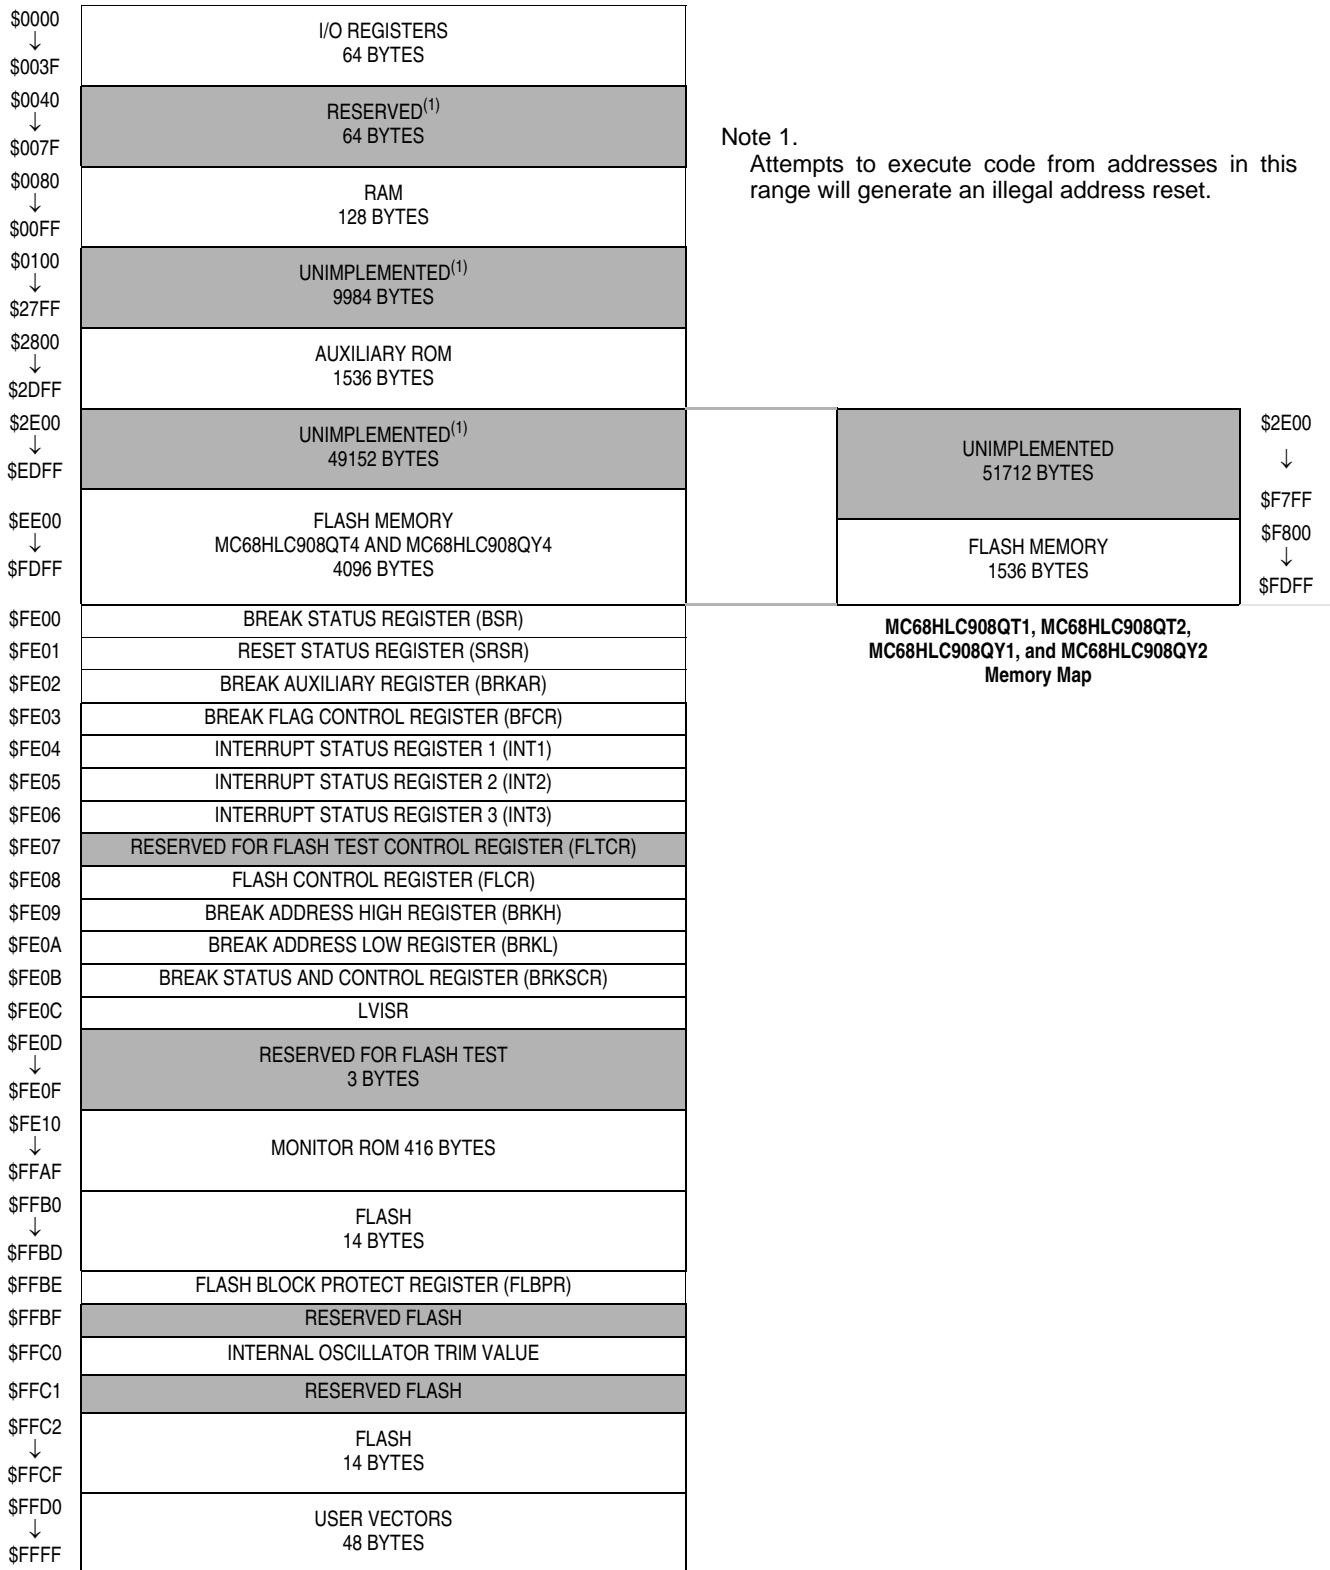 $0000
↓
$003F
I/O REGISTERS
64 BYTES
$0040
↓
$007F
RESERVED(1)
64 BYTES
Note 1.
Attempts to execute code from addresses in this
range will generate an illegal address reset.
$0080
↓
$00FF
RAM
128 BYTES
$0100
↓
$27FF
UNIMPLEMENTED(1)
9984 BYTES
$2800
↓
$2DFF
AUXILIARY ROM
1536 BYTES
$2E00
↓
$EDFF
UNIMPLEMENTED(1)
49152 BYTES
UNIMPLEMENTED
51712 BYTES
$2E00
↓
$F7FF
$EE00
↓
$FDFF
FLASH MEMORY
MC68HLC908QT4 AND MC68HLC908QY4
4096 BYTES
FLASH MEMORY
1536 BYTES
$F800
↓
$FDFF
MC68HLC908QT1, MC68HLC908QT2,
MC68HLC908QY1, and MC68HLC908QY2
Memory Map
$FE00 BREAK STATUS REGISTER (BSR)
$FE01 RESET STATUS REGISTER (SRSR)
$FE02 BREAK AUXILIARY REGISTER (BRKAR)
$FE03 BREAK FLAG CONTROL REGISTER (BFCR)
$FE04 INTERRUPT STATUS REGISTER 1 (INT1)
$FE05 INTERRUPT STATUS REGISTER 2 (INT2)
$FE06 INTERRUPT STATUS REGISTER 3 (INT3)
$FE07 RESERVED FOR FLASH TEST CONTROL REGISTER (FLTCR)
$FE08 FLASH CONTROL REGISTER (FLCR)
$FE09 BREAK ADDRESS HIGH REGISTER (BRKH)
$FE0A BREAK ADDRESS LOW REGISTER (BRKL)
$FE0B BREAK STATUS AND CONTROL REGISTER (BRKSCR)
$FE0C LVISR
$FE0D
↓
$FE0F
RESERVED FOR FLASH TEST
3 BYTES
$FE10
↓
$FFAF
MONITOR ROM 416 BYTES
$FFB0
↓
$FFBD
FLASH
14 BYTES
$FFBE FLASH BLOCK PROTECT REGISTER (FLBPR)
$FFBF RESERVED FLASH
$FFC0 INTERNAL OSCILLATOR TRIM VALUE
$FFC1 RESERVED FLASH
$FFC2
↓
$FFCF
FLASH
14 BYTES
$FFD0
↓
$FFFF
USER VECTORS
48 BYTES